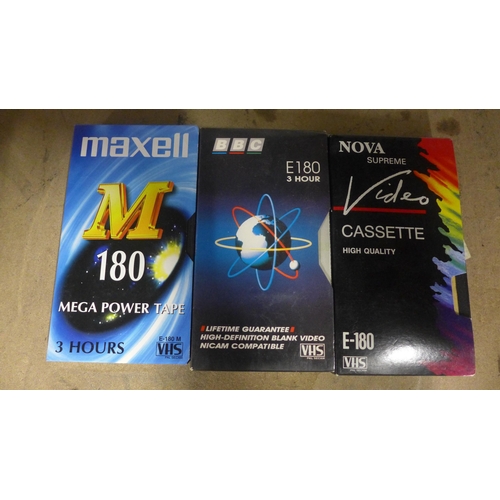 maxell
M
180
MEGA POWER TAPE
3 HOURS
E-180 M
VHS
BBC
E180
3 HOUR
LIFETIME GUARANTEE
HIGH-DEFINITION BLANK VIDEO
NICAM COMPATIBLE
VHS
NOVA
SUPREME
Video
CASSETTE
HIGH QUALITY
E-180
VHS